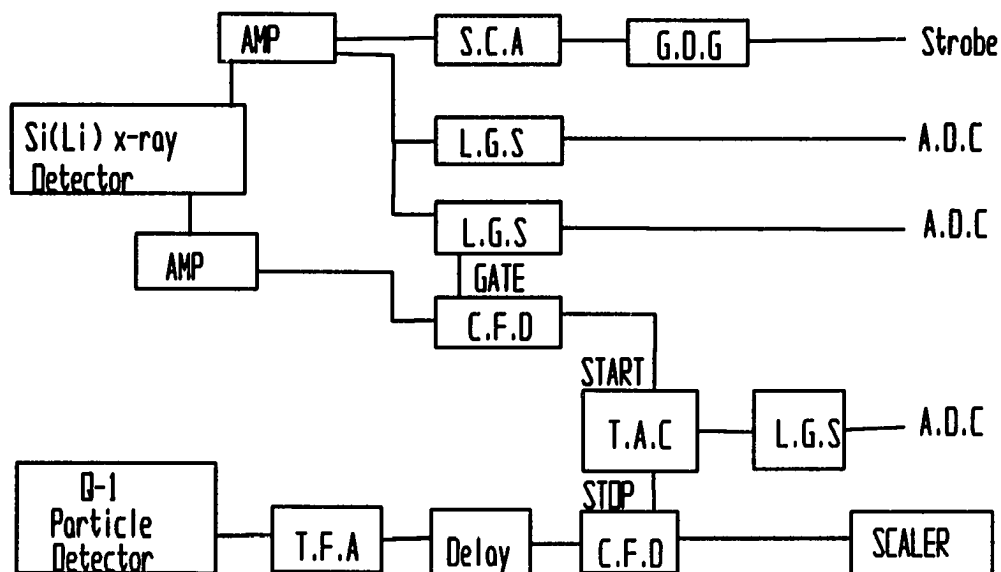 AMP
S.C.A
G.D.G
Strobe
Si(Li) x-ray
Detector
L.G.S
A.D.C
L.G.S
A.D.C
AMP
GATE
C.F.D
START
T.A.C
L.G.S
A.D.C
STOP
Q-1
Particle
Detector
T.F.A
Delay
C.F.D
SCALER